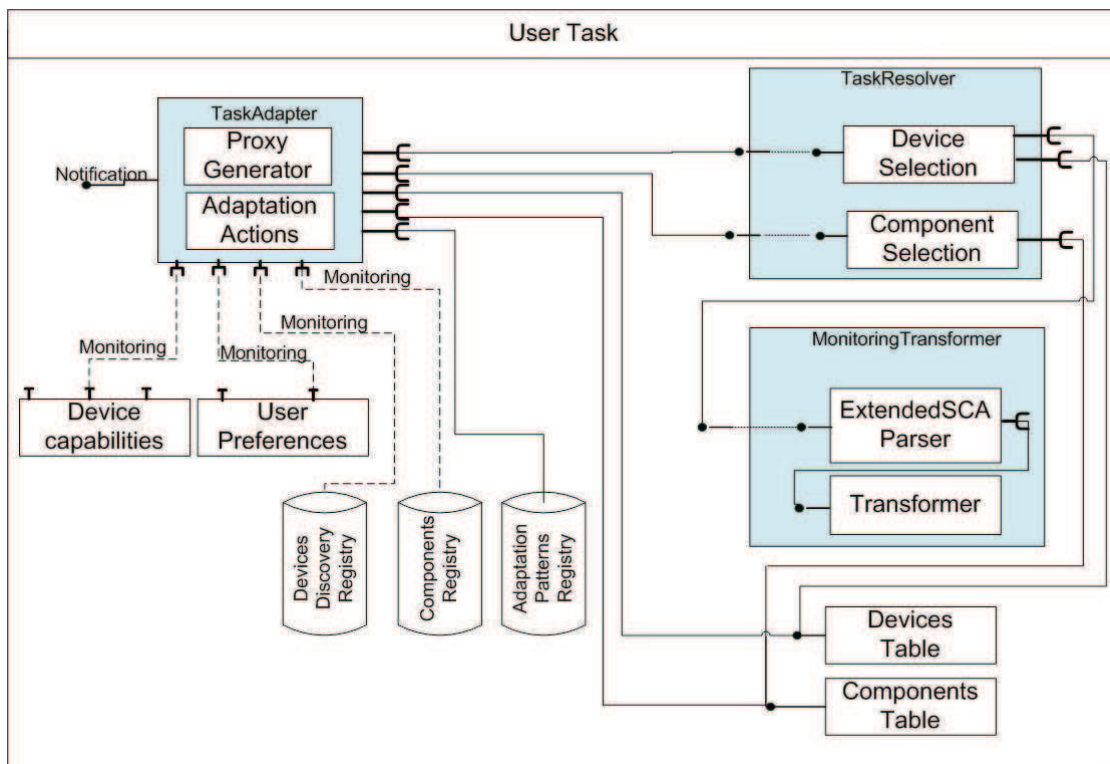 User Task
TaskResolver
TaskAdapter
Proxy
Generator
Device
Selection
Notification
Adaptation
Actions
Component
Selection
Monitoring
Monitoring
Monitoring
Monitoring
MonitoringTransformer
Device
capabilities
User
Preferences
ExtendedSCA
Parser
Transformer
Devices
Discovery
Registry
Components
Registry
Adaptation
Patterns
Registry
Devices
Table
Components
Table